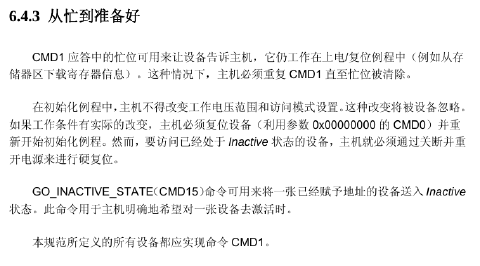 6.4.3 从忙到准备好
CMD1 应答中的忙位可用来让设备告诉主机，它仍工作在上电/复位例程中（例如从存
储器区下载寄存器信息）。这种情况下，主机必须重复 CMD1 直至忙位被清除。
在初始化例程中，主机不得改变工作电压范围和访问模式设置。这种改变将被设备忽略。
如果工作条件有实际的改变，主机必须复位设备（利用参数 0x00000000 的 CMD0）并重
新开始初始化例程。然而，要访问已经处于 Inactive 状态的设备，主机就必须通过关断并重
开电源来进行硬复位。
GO_INACTIVE_STATE（CMD15）命令可用来将一张已经赋予地址的设备送入 Inactive
状态。此命令用于主机明确地希望对一张设备去激活时。
本规范所定义的所有设备都应实现命令 CMD1。